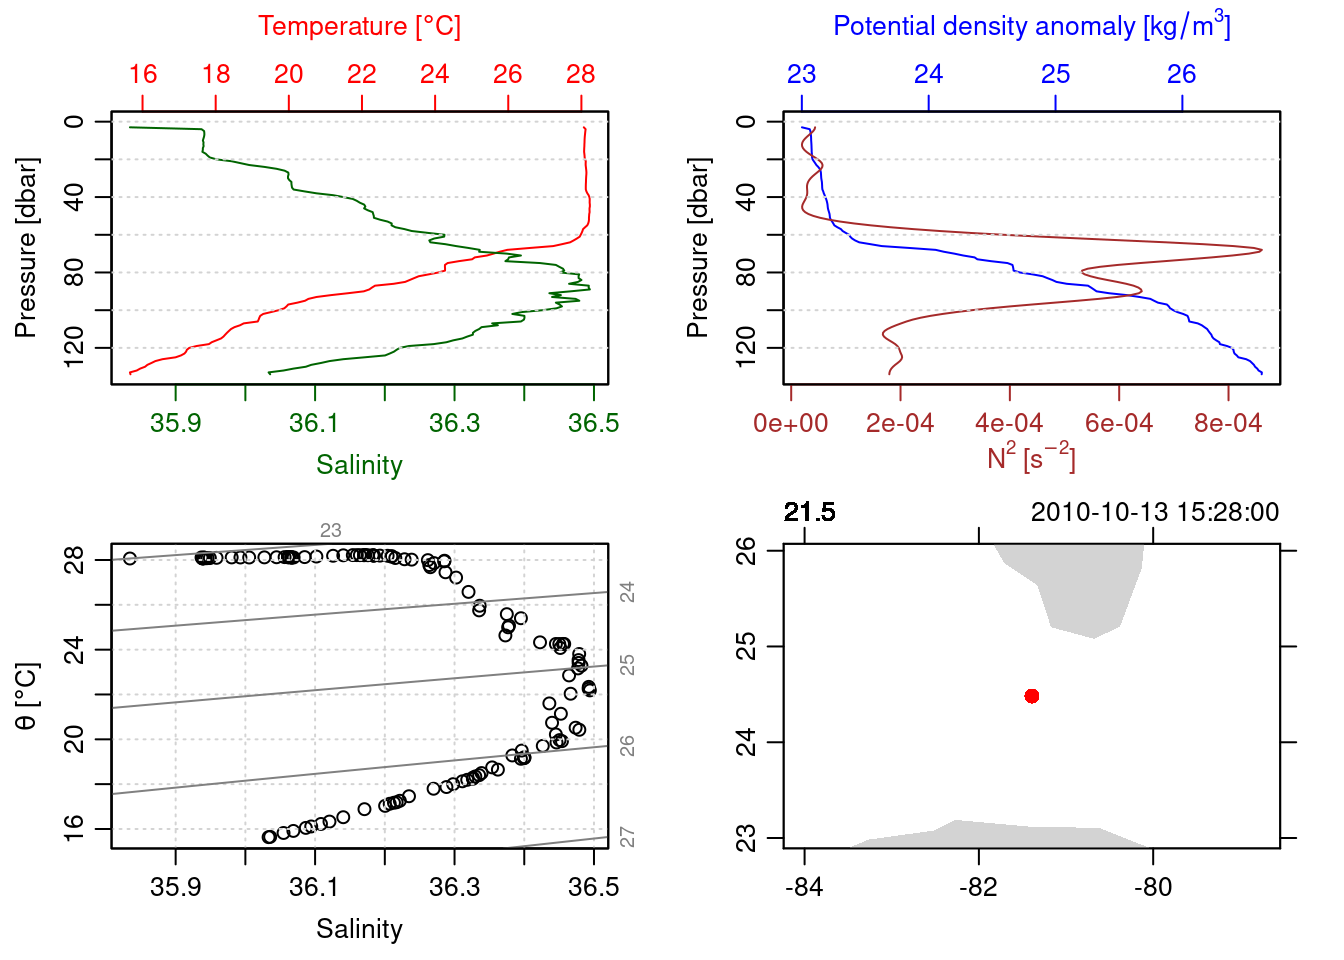 Temperature [°C]
16 18 20 22 24 26 28
Pressure [dbar]
0 40 80 120
35.9 36.1 36.3 36.5
Salinity
Potential density anomaly [kg/m³]
23 24 25 26
Pressure [dbar]
0 40 80 120
0e+00 2e-04 4e-04 6e-04 8e-04
N² [s⁻²]
23
24
25
26
27
θ [°C]
28 24 20 16
35.9 36.1 36.3 36.5
Salinity
21.5 2010-10-13 15:28:00
26 25 24 23
-84 -82 -80